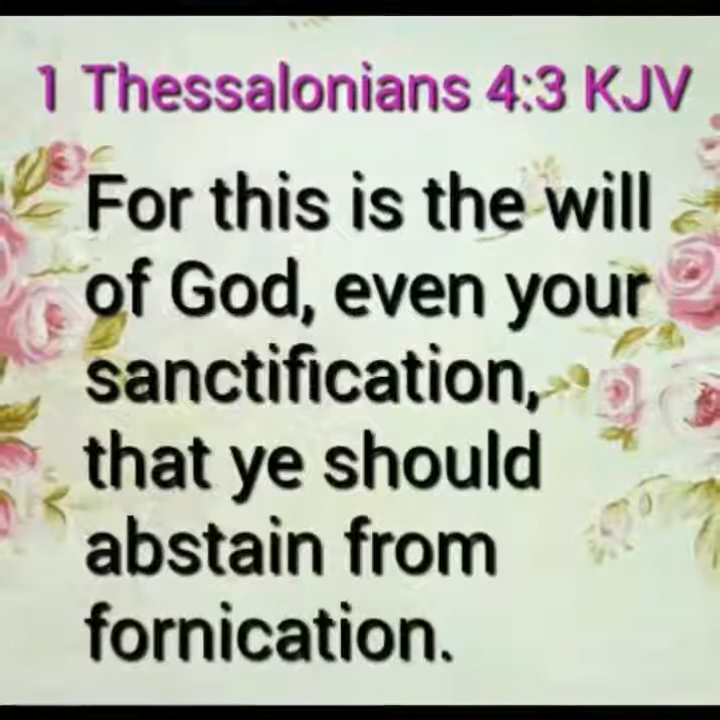 1 Thessalonians 4:3 KJV
For this is the will
of God, even your
sanctification,
that ye should
abstain from
fornication.